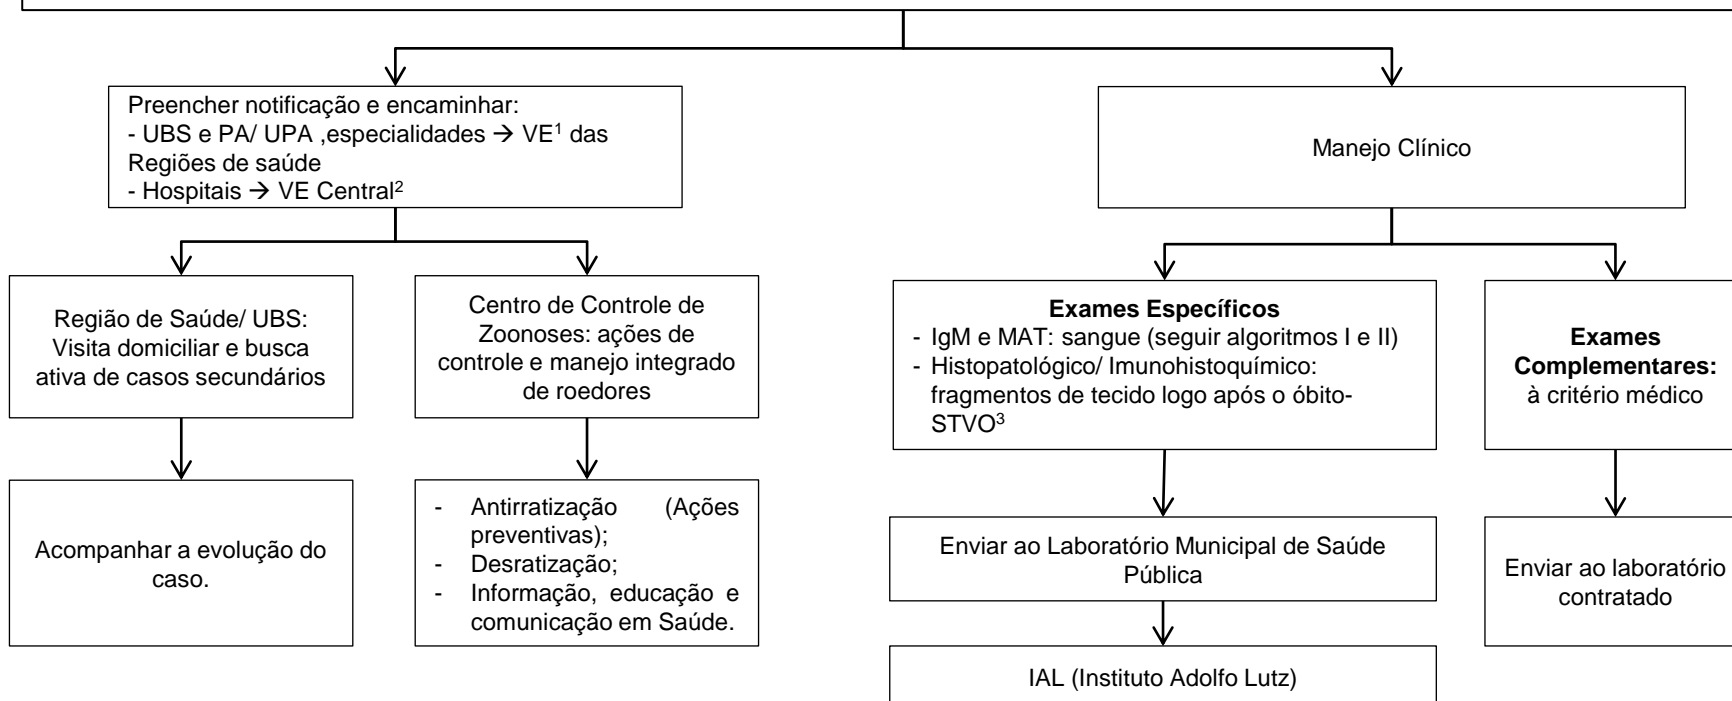 Preencher notificação e encaminhar:
- UBS e PA/ UPA ,especialidades → VE¹ das
Regiões de saúde
- Hospitais → VE Central²
Manejo Clínico
Região de Saúde/ UBS:
Visita domiciliar e busca
ativa de casos secundários
Centro de Controle de
Zoonoses: ações de
controle e manejo integrado
de roedores
Exames Específicos
- IgM e MAT: sangue (seguir algoritmos I e II)
- Histopatológico/ Imunohistoquímico:
fragmentos de tecido logo após o óbito-
STVO³
Exames
Complementares:
à critério médico
Acompanhar a evolução do
caso.
- Antirratização (Ações
preventivas);
- Desratização;
- Informação, educação e
comunicação em Saúde.
Enviar ao Laboratório Municipal de Saúde
Pública
Enviar ao laboratório
contratado
IAL (Instituto Adolfo Lutz)